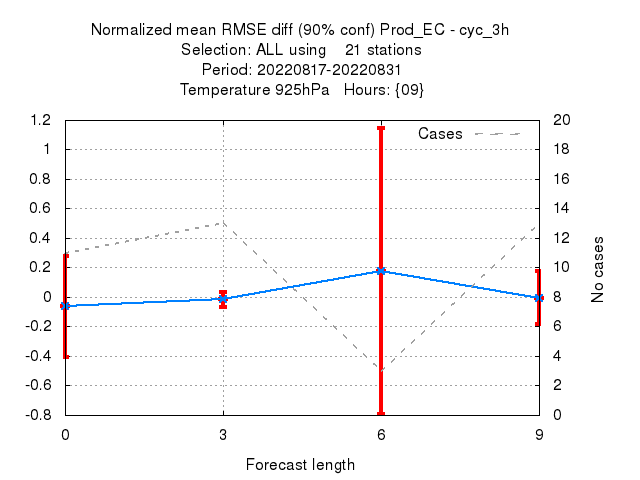 Normalized mean RMSE diff (90% conf) Prod_EC - cyc_3h
Selection: ALL using    21 stations
Period: 20220817-20220831
Temperature 925hPa   Hours: {09}
1.2
1
0.8
0.6
0.4
0.2
0
-0.2
-0.4
-0.6
-0.8
Cases
20
18
16
14
12
10
8
6
4
2
0
No cases
0 3 6 9
Forecast length